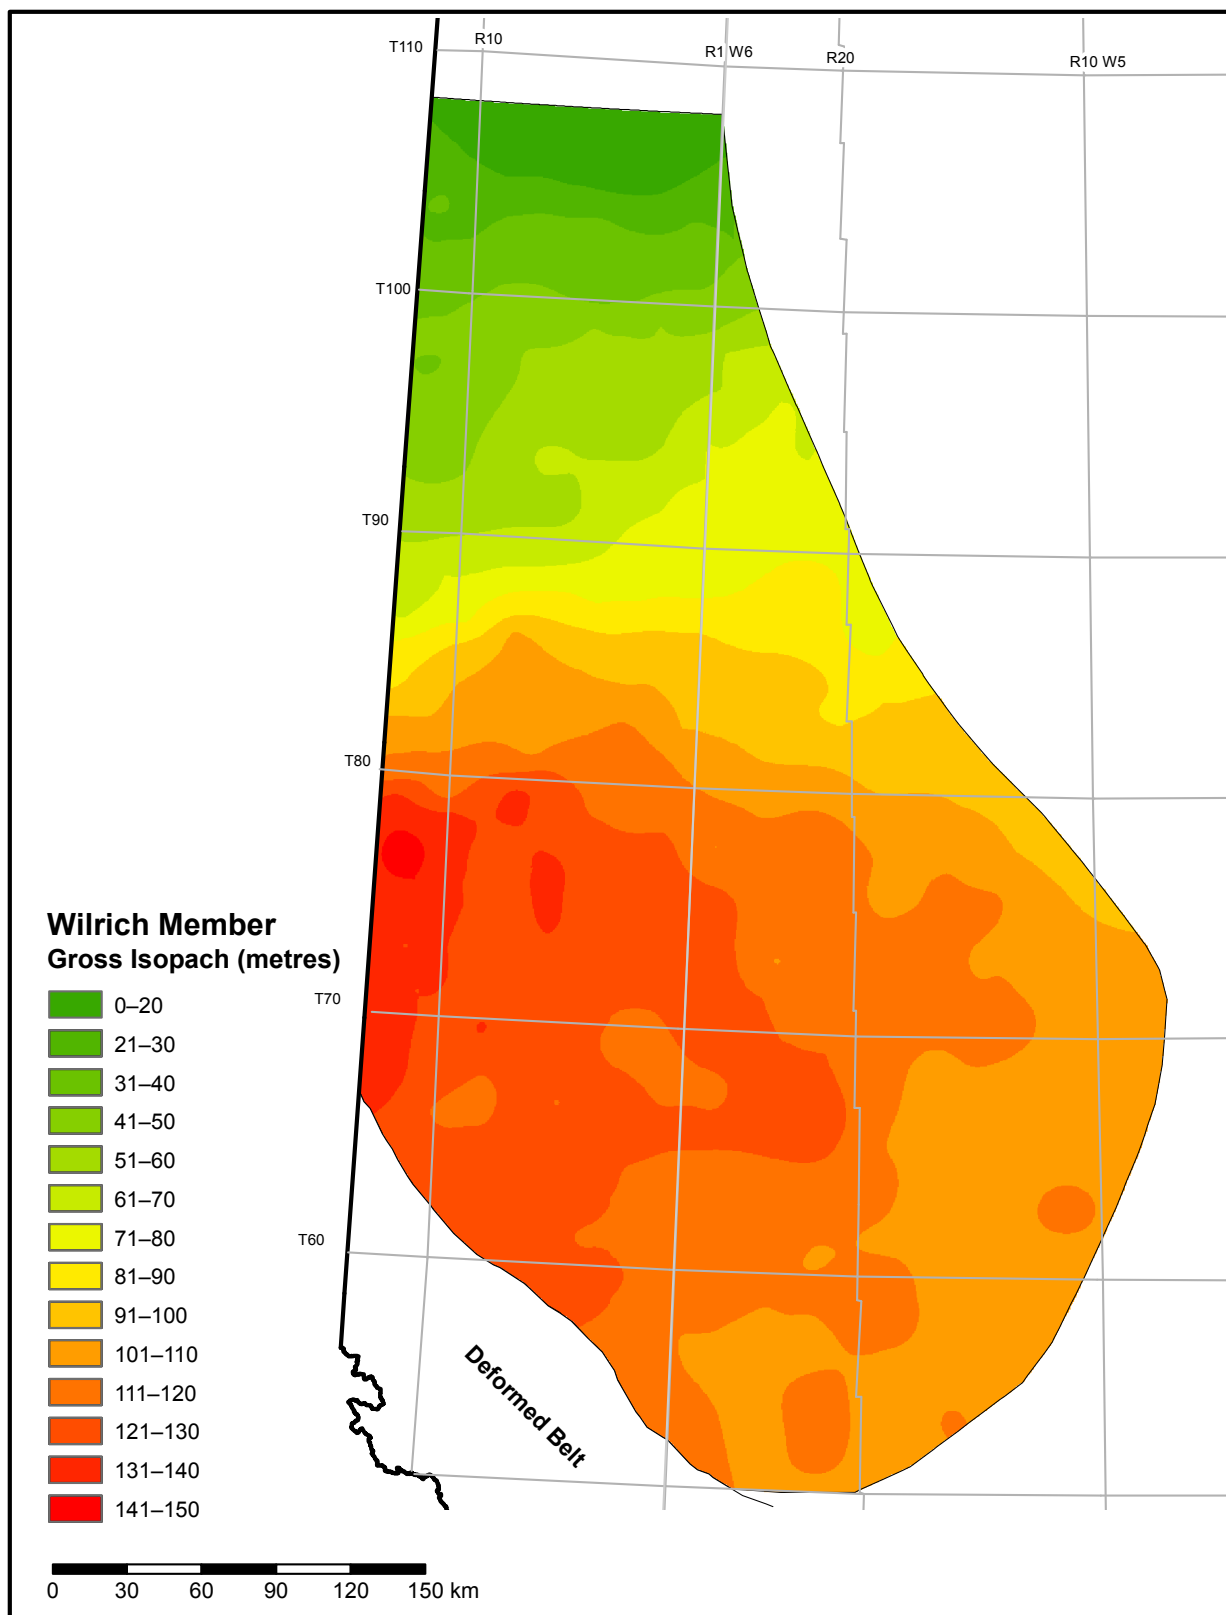 T110
R10
R1 W6
R20
R10 W5
T100
T90
T80
T70
T60
Deformed Belt
Wilrich Member
Gross Isopach (metres)
0–20
21–30
31–40
41–50
51–60
61–70
71–80
81–90
91–100
101–110
111–120
121–130
131–140
141–150
0 30 60 90 120 150 km